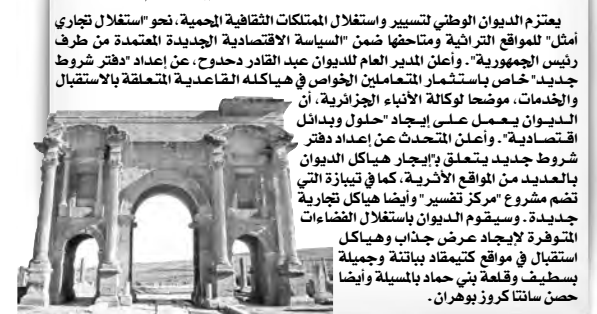 يعتزم الديوان الوطني لتسيير واستغلال الممتلكات الثقافية المحمية، نحو "استغلال تجاري
أمثل" للمواقع التراثية ومتاحفها ضمن "السياسة الاقتصادية الجديدة المعتمدة من طرف
رئيس الجمهورية". وأعلن المدير العام للديوان عبد القادر دحدوح، عن إعداد "دفتر شروط
جديد" خاص باستثمار المتعاملين الخواص في هياكله القاعدية المتعلقة بالاستقبال
والخدمات، موضحا لوكالة الأنباء الجزائرية، أن
الديوان يعمل على إيجاد "حلول وبدائل
اقتصادية". وأعلن المتحدث عن إعداد دفتر
شروط جديد يتعلق بـ"إيجار هياكل الديوان
بالعديد من المواقع الأثرية، كما في تيبازة التي
تضم مشروع "مركز تفسير" وأيضا هياكل تجارية
جديدة. وسيقوم الديوان باستغلال الفضاءات
المتوفرة لإيجاد عرض جذاب وهياكل
استقبال في مواقع كتيمقاد بباتنة وجميلة
بسطيف وقلعة بني حماد بالمسيلة وأيضا
حصن سانتا كروز بوهران.